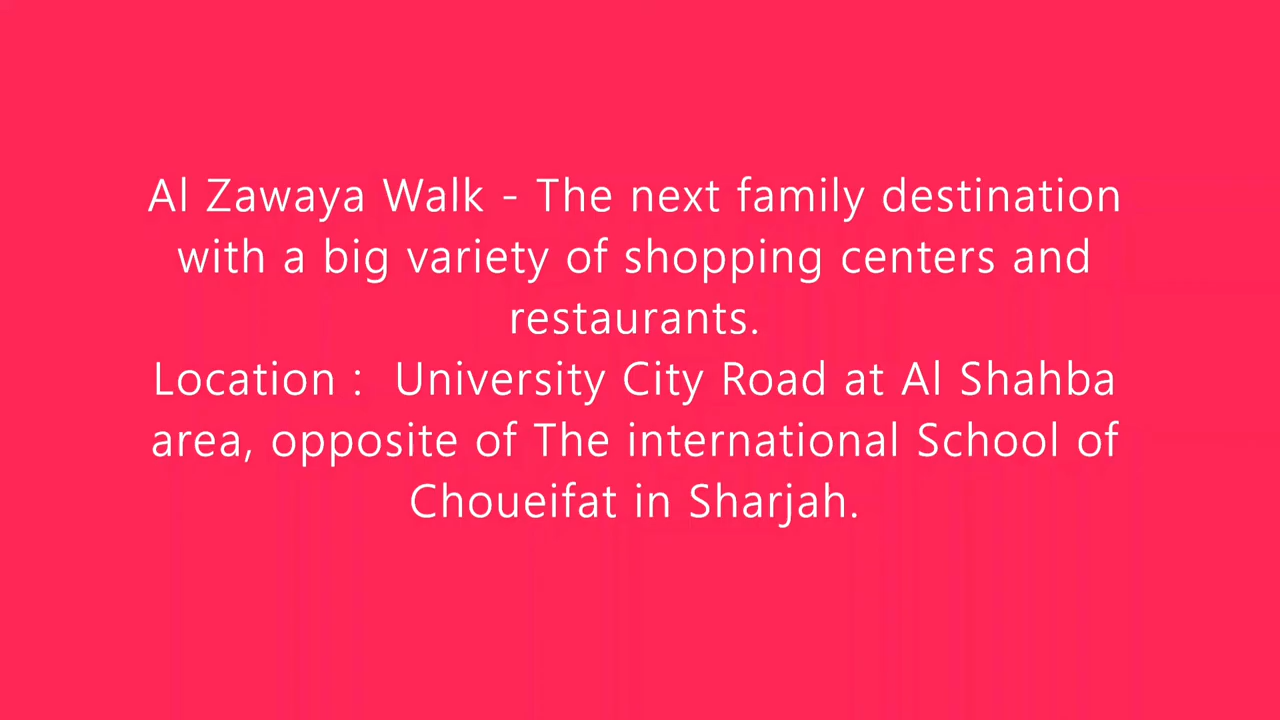 Al Zawaya Walk - The next family destination
with a big variety of shopping centers and
restaurants.
Location :  University City Road at Al Shahba
area, opposite of The international School of
Choueifat in Sharjah.